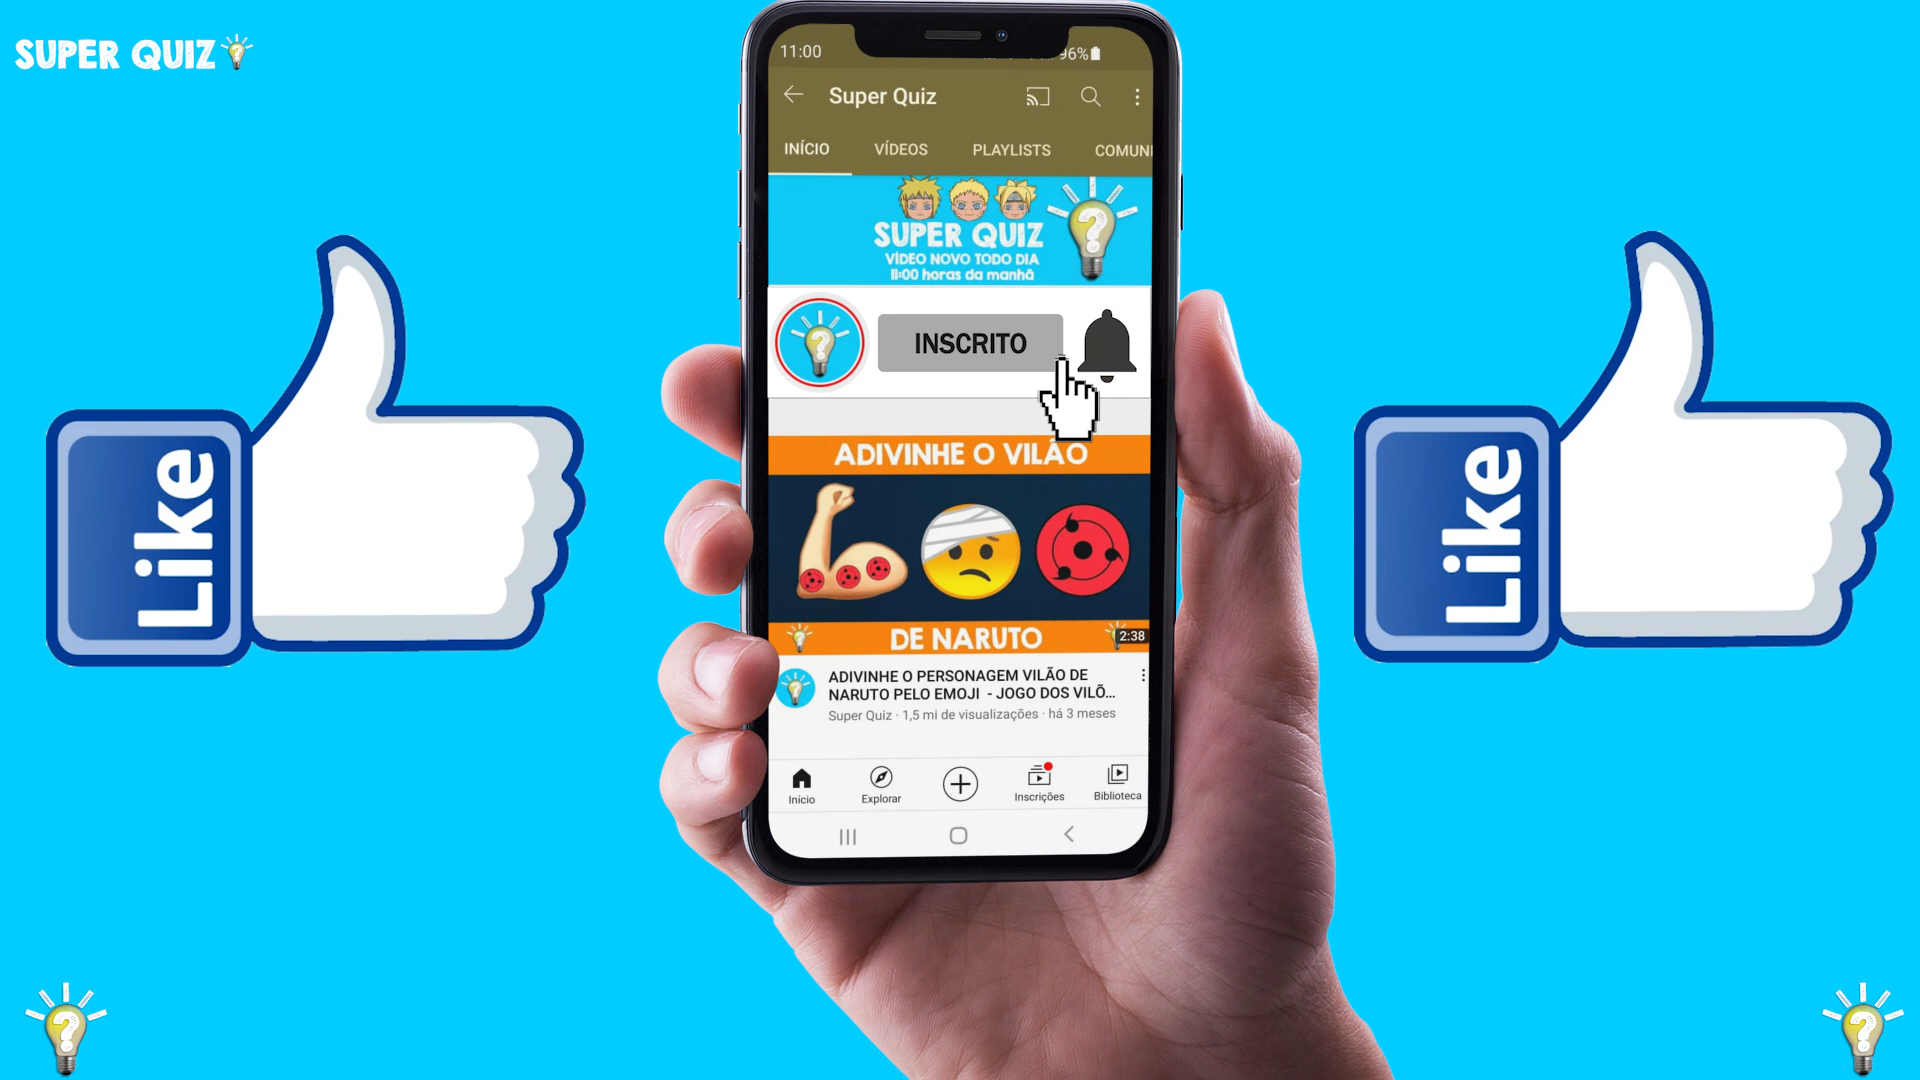 SUPER QUIZ
11:00
96%
Super Quiz
INÍCIO VÍDEOS PLAYLISTS COMUNI
SUPER QUIZ
VÍDEO NOVO TODO DIA
11:00 horas da manhã
INSCRITO
ADIVINHE O VILÃO
DE NARUTO
2:38
ADIVINHE O PERSONAGEM VILÃO DE
NARUTO PELO EMOJI - JOGO DOS VILÕ...
Super Quiz · 1,5 mi de visualizações · há 3 meses
Início Explorar Inscrições Biblioteca
Like
Like